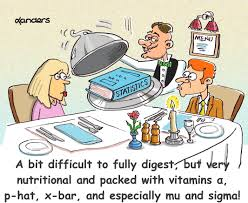 danders
MENU
STATISTICS
A bit difficult to fully digest, but very
nutritional and packed with vitamins α,
p-hat, x-bar, and especially mu and sigma!